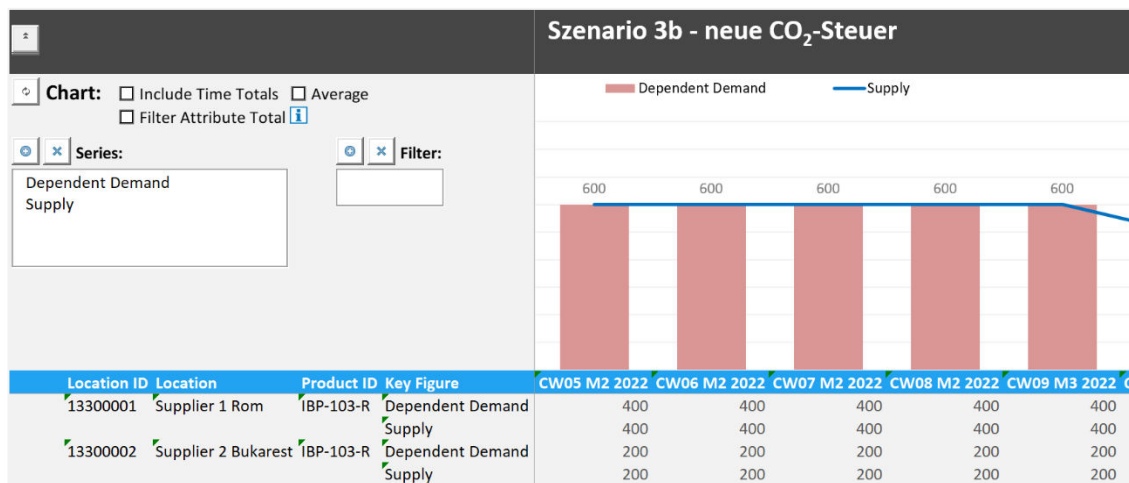 Szenario 3b - neue CO₂-Steuer
Chart: Include Time Totals Average
Filter Attribute Total i
Series: Filter:
Dependent Demand
Supply
Dependent Demand Supply
600 600 600 600 600
Location ID Location Product ID Key Figure CW05 M2 2022 CW06 M2 2022 CW07 M2 2022 CW08 M2 2022 CW09 M3 2022
13300001 Supplier 1 Rom IBP-103-R Dependent Demand 400 400 400 400 400
Supply 400 400 400 400 400
13300002 Supplier 2 Bukarest IBP-103-R Dependent Demand 200 200 200 200 200
Supply 200 200 200 200 200